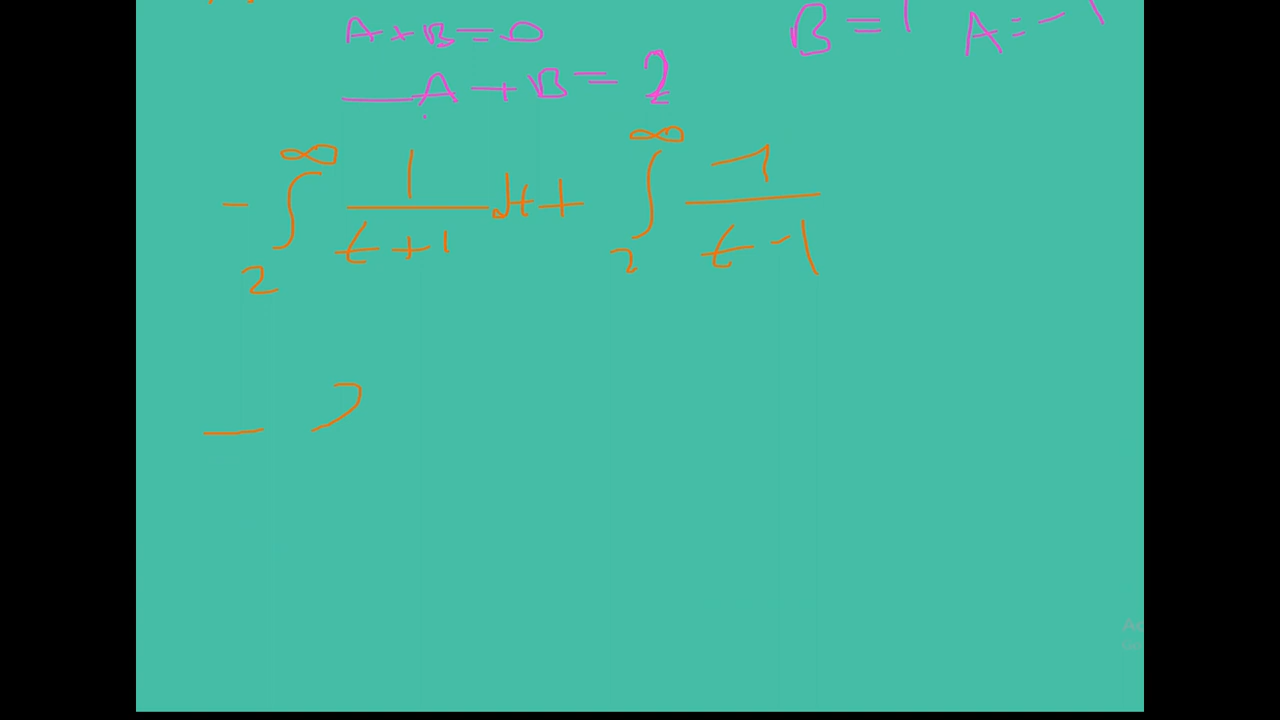 A+B=0 B=1 A=-1
-A+B=2
-∫₂^∞ 1/(t+1) dt + ∫₂^∞ 1/(t-1)
-